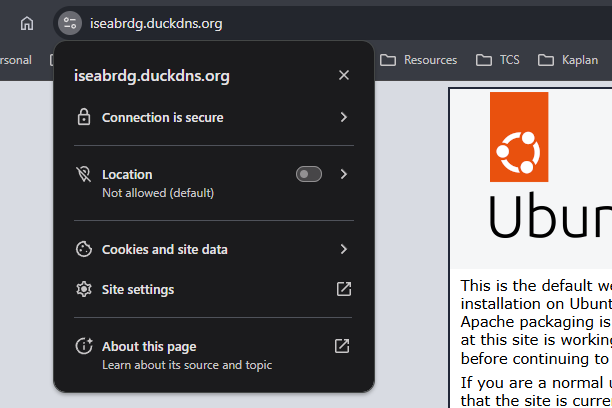 iseabrdg.duckdns.org
rsonal
Resources
TCS
Kaplan
iseabrdg.duckdns.org
Connection is secure
Location
Not allowed (default)
Cookies and site data
Site settings
About this page
Learn about its source and topic
Ubun
This is the default we
installation on Ubunt
Apache packaging is
at this site is working
before continuing to
If you are a normal u
that the site is curre